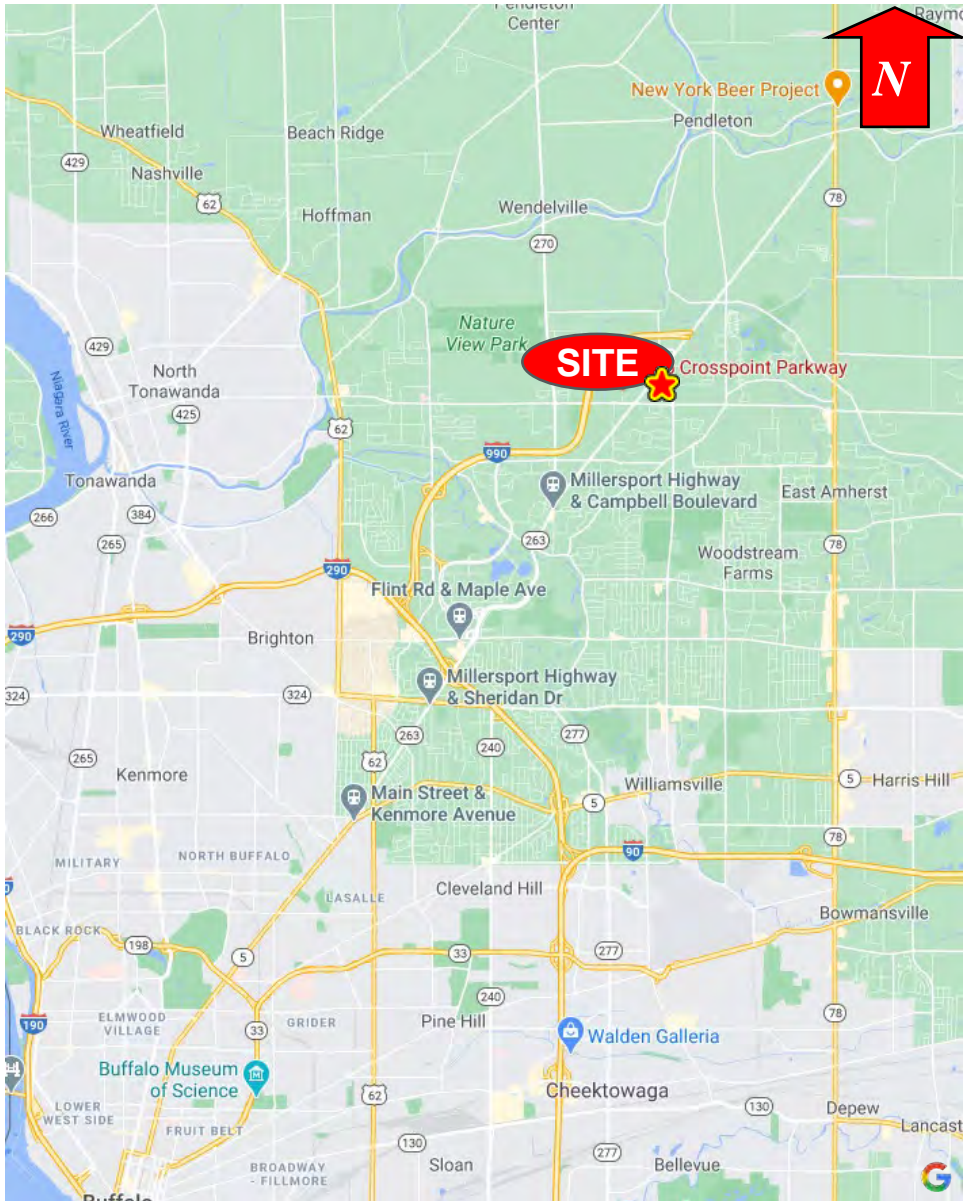 Pendleton
Center
Raymo
N
New York Beer Project
Pendleton
Wheatfield
Beach Ridge
429
Nashville
62
78
Hoffman
Wendelville
270
Nature
View Park
SITE
Crosspoint Parkway
429
North
Tonawanda
425
Niagara River
62
990
Tonawanda
Millersport Highway
& Campbell Boulevard
East Amherst
266
384
265
263
78
Woodstream
Farms
290
Flint Rd & Maple Ave
290
Brighton
Millersport Highway
& Sheridan Dr
324
324
263
240
277
62
265
Kenmore
Williamsville
5
Harris Hill
Main Street &
Kenmore Avenue
5
78
90
MILITARY
NORTH BUFFALO
Cleveland Hill
LASALLE
Bowmansville
BLACK ROCK
198
5
33
277
190
ELMWOOD
VILLAGE
33
GRIDER
240
Pine Hill
78
Walden Galleria
Buffalo Museum
of Science
62
Cheektowaga
LOWER
WEST SIDE
FRUIT BELT
130
Depew
Lancast
130
277
BROADWAY
- FILLMORE
Sloan
Bellevue
G
Buffalo